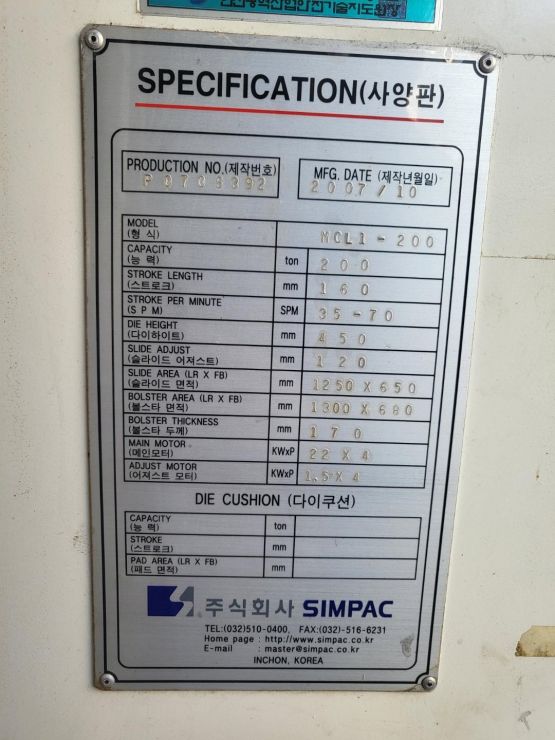 SPECIFICATION(사양판)
PRODUCTION NO.(제작번호)
P0706392
MFG. DATE (제작년월일)
2007/10
MODEL
(형 식)
MCL1-200
CAPACITY
(능 력)
ton
200
STROKE LENGTH
(스트로크)
mm
160
STROKE PER MINUTE
(S P M)
SPM
35-70
DIE HEIGHT
(다이하이트)
mm
450
SLIDE ADJUST
(슬라이드 어져스트)
mm
120
SLIDE AREA (LR X FB)
(슬라이드 면적)
mm
1250 X 650
BOLSTER AREA (LR X FB)
(볼스타 면적)
mm
1300 X 680
BOLSTER THICKNESS
(볼스타 두께)
mm
170
MAIN MOTOR
(메인모터)
KWxP
22 X 4
ADJUST MOTOR
(어져스트 모터)
KWxP
1.5 X 4
DIE CUSHION (다이쿠션)
CAPACITY
(능 력)
ton
STROKE
(스트로크)
mm
PAD AREA (LR X FB)
(패드 면적)
mm
주식회사 SIMPAC
TEL:(032)510-0400, FAX:(032)-516-6231
Home page : http://www.simpac.co.kr
E-mail : master@simpac.co.kr
INCHON, KOREA